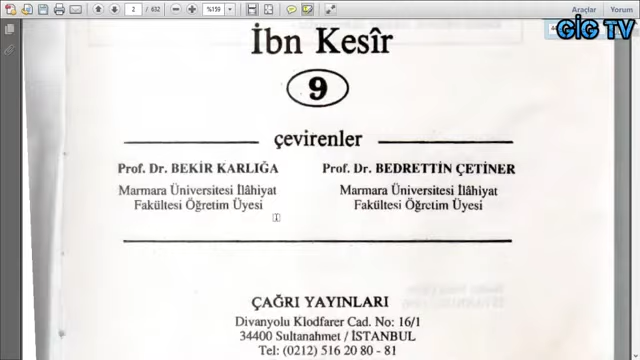 2 / 632
%159
Araçlar
Yorum
GİG TV
İbn Kesîr
9
çevirenler
Prof. Dr. BEKİR KARLIĞA
Prof. Dr. BEDRETTİN ÇETİNER
Marmara Üniversitesi İlâhiyat
Fakültesi Öğretim Üyesi
Marmara Üniversitesi İlâhiyat
Fakültesi Öğretim Üyesi
ÇAĞRI YAYINLARI
Divanyolu Klodfarer Cad. No: 16/1
34400 Sultanahmet / İSTANBUL
Tel: (0212) 516 20 80 - 81